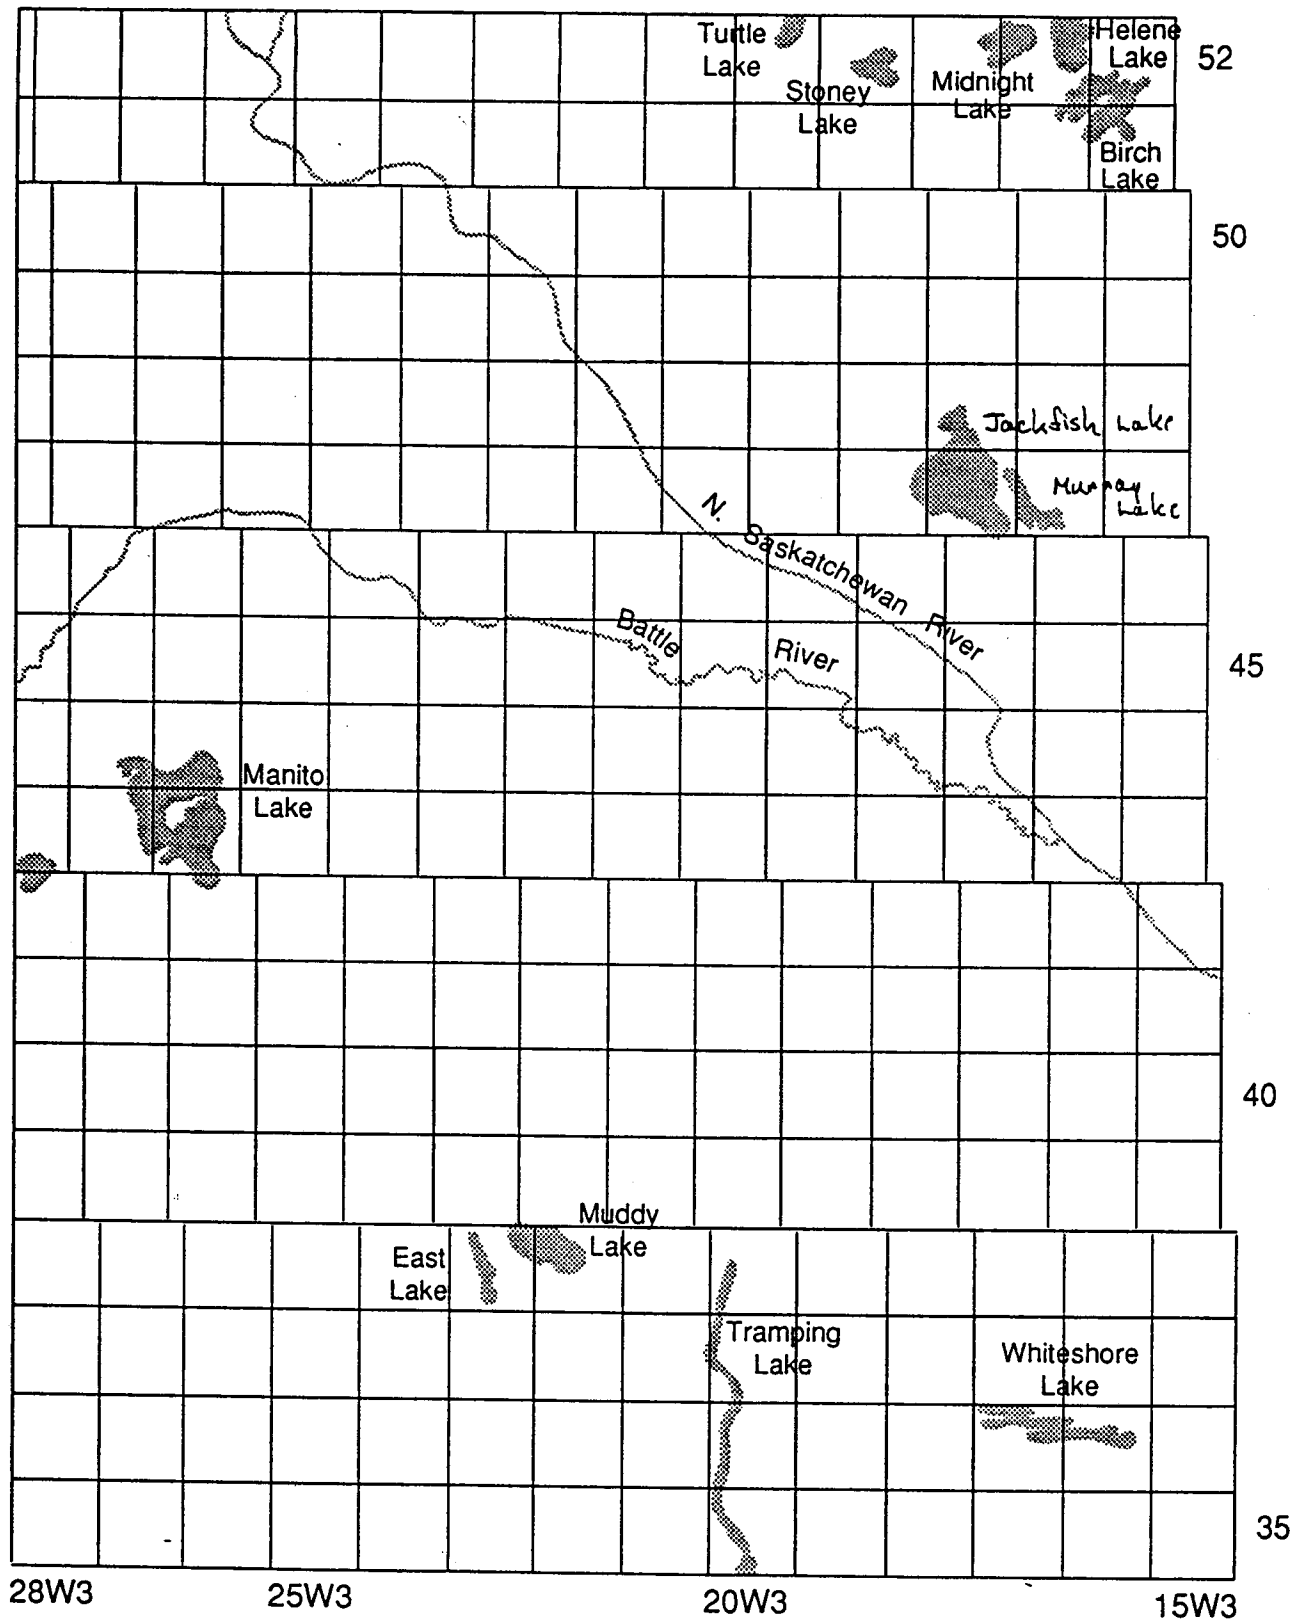 Turtle
Lake
Stoney
Lake
Midnight
Lake
Helene
Lake
52
Birch
Lake
50
Jackfish Lake
Murray
Lake
N. Saskatchewan River
Battle River
45
Manito
Lake
40
Muddy
Lake
East
Lake
Tramping
Lake
Whiteshore
Lake
35
28W3 25W3 20W3 15W3